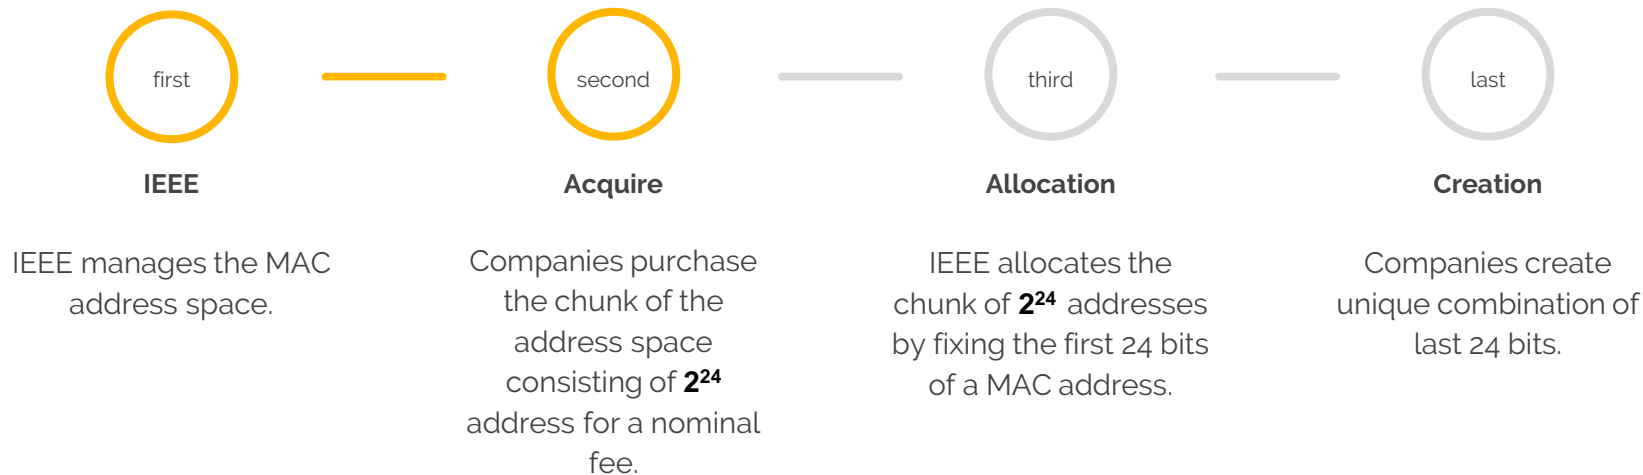 first
IEEE
IEEE manages the MAC
address space.
second
Acquire
Companies purchase
the chunk of the
address space
consisting of 2²⁴
address for a nominal
fee.
third
Allocation
IEEE allocates the
chunk of 2²⁴ addresses
by fixing the first 24 bits
of a MAC address.
last
Creation
Companies create
unique combination of
last 24 bits.